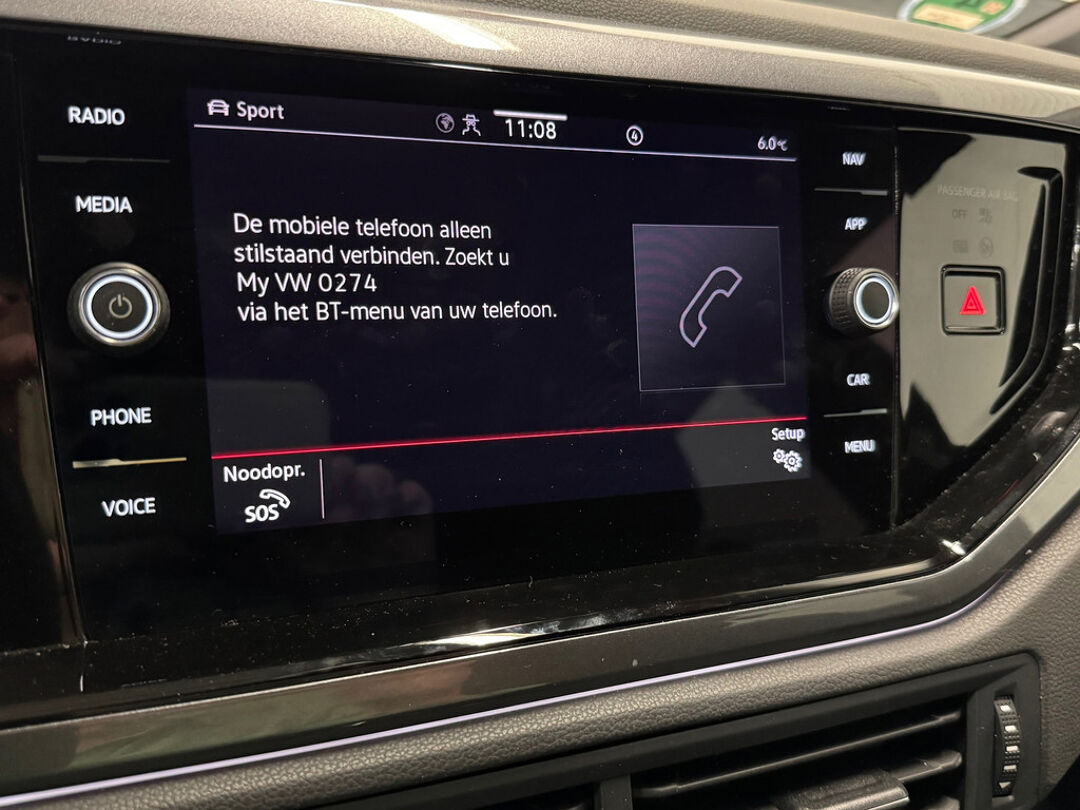 RADIO
Sport
11:08
4
6.0°C
NAV
PASSENGER AIR BAG
OFF
MEDIA
APP
De mobiele telefoon alleen
stilstaand verbinden. Zoekt u
My VW 0274
via het BT-menu van uw telefoon.
PHONE
CAR
Setup
MENU
Noodopr.
SOS
VOICE